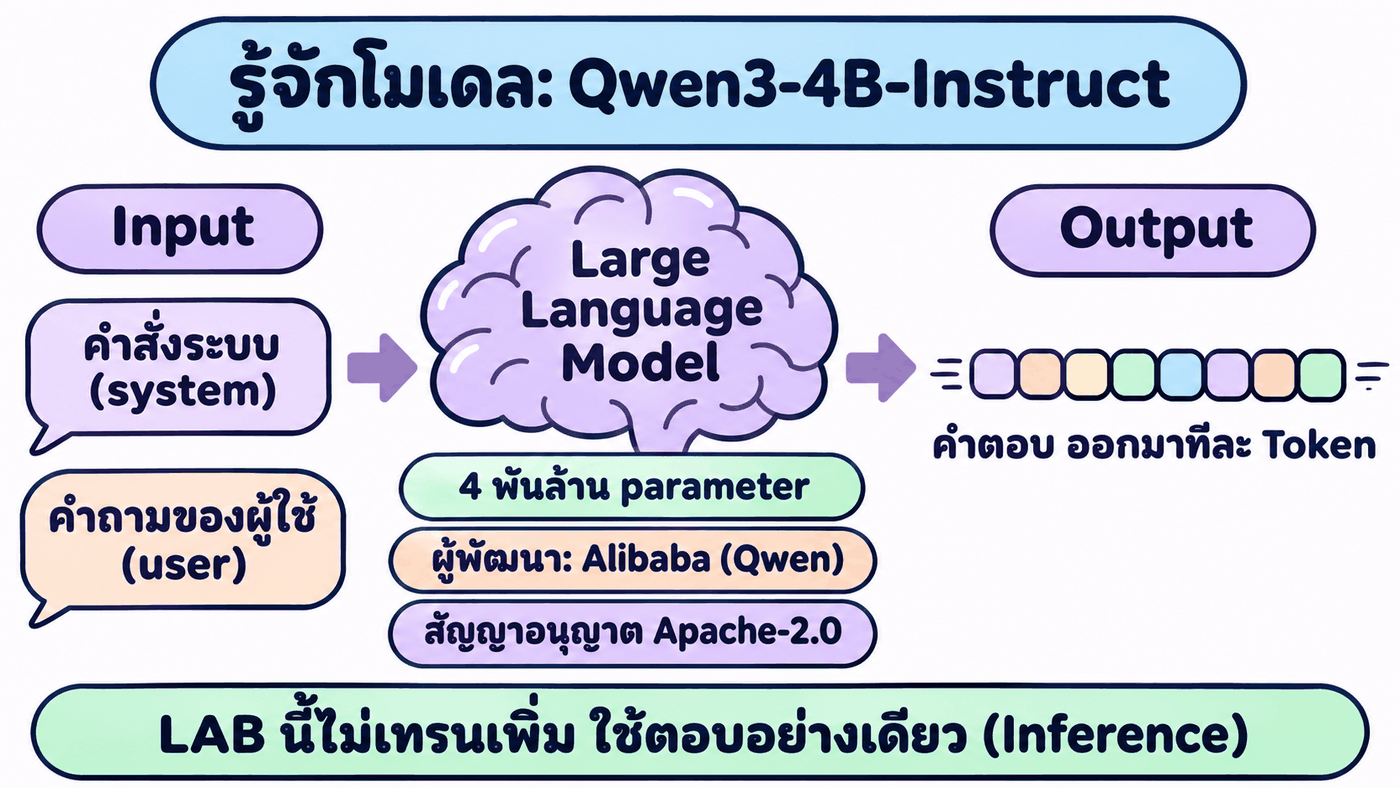 รู้จักโมเดล: Qwen3-4B-Instruct
Input
คำสั่งระบบ
(system)
คำถามของผู้ใช้
(user)
Large
Language
Model
4 พันล้าน parameter
ผู้พัฒนา: Alibaba (Qwen)
สัญญาอนุญาต Apache-2.0
Output
คำตอบ ออกมาทีละ Token
LAB นี้ไม่เทรนเพิ่ม ใช้ตอบอย่างเดียว (Inference)